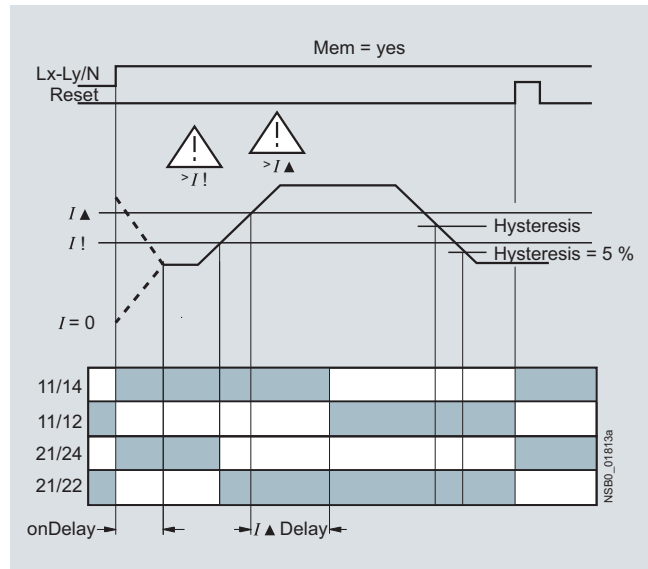 Mem = yes
Lx-Ly/N
Reset
>I !
>I ▲
I ▲
Hysteresis
I !
Hysteresis = 5 %
I = 0
11/14
11/12
21/24
21/22
NSB0_01813a
onDelay
I ▲ Delay